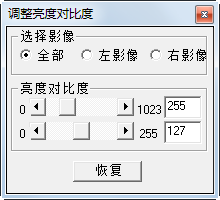 调整亮度对比度
选择影像
全部 左影像 右影像
亮度对比度
0 1023 255
0 255 127
恢复